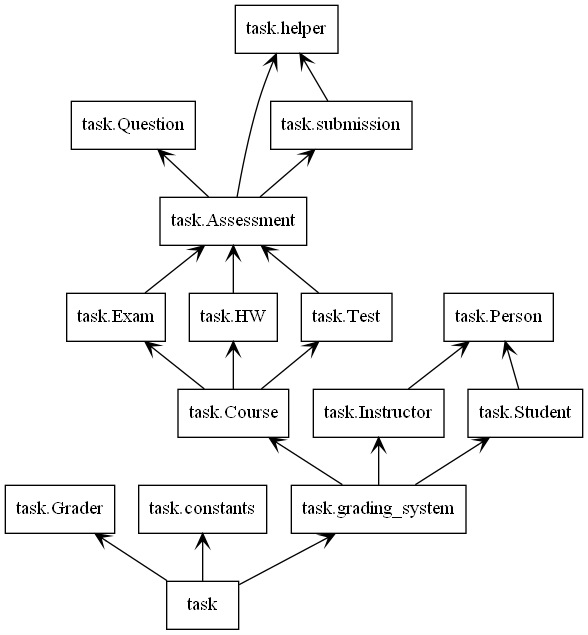 task.helper
task.Question
task.submission
task.Assessment
task.Exam
task.HW
task.Test
task.Person
task.Course
task.Instructor
task.Student
task.Grader
task.constants
task.grading_system
task